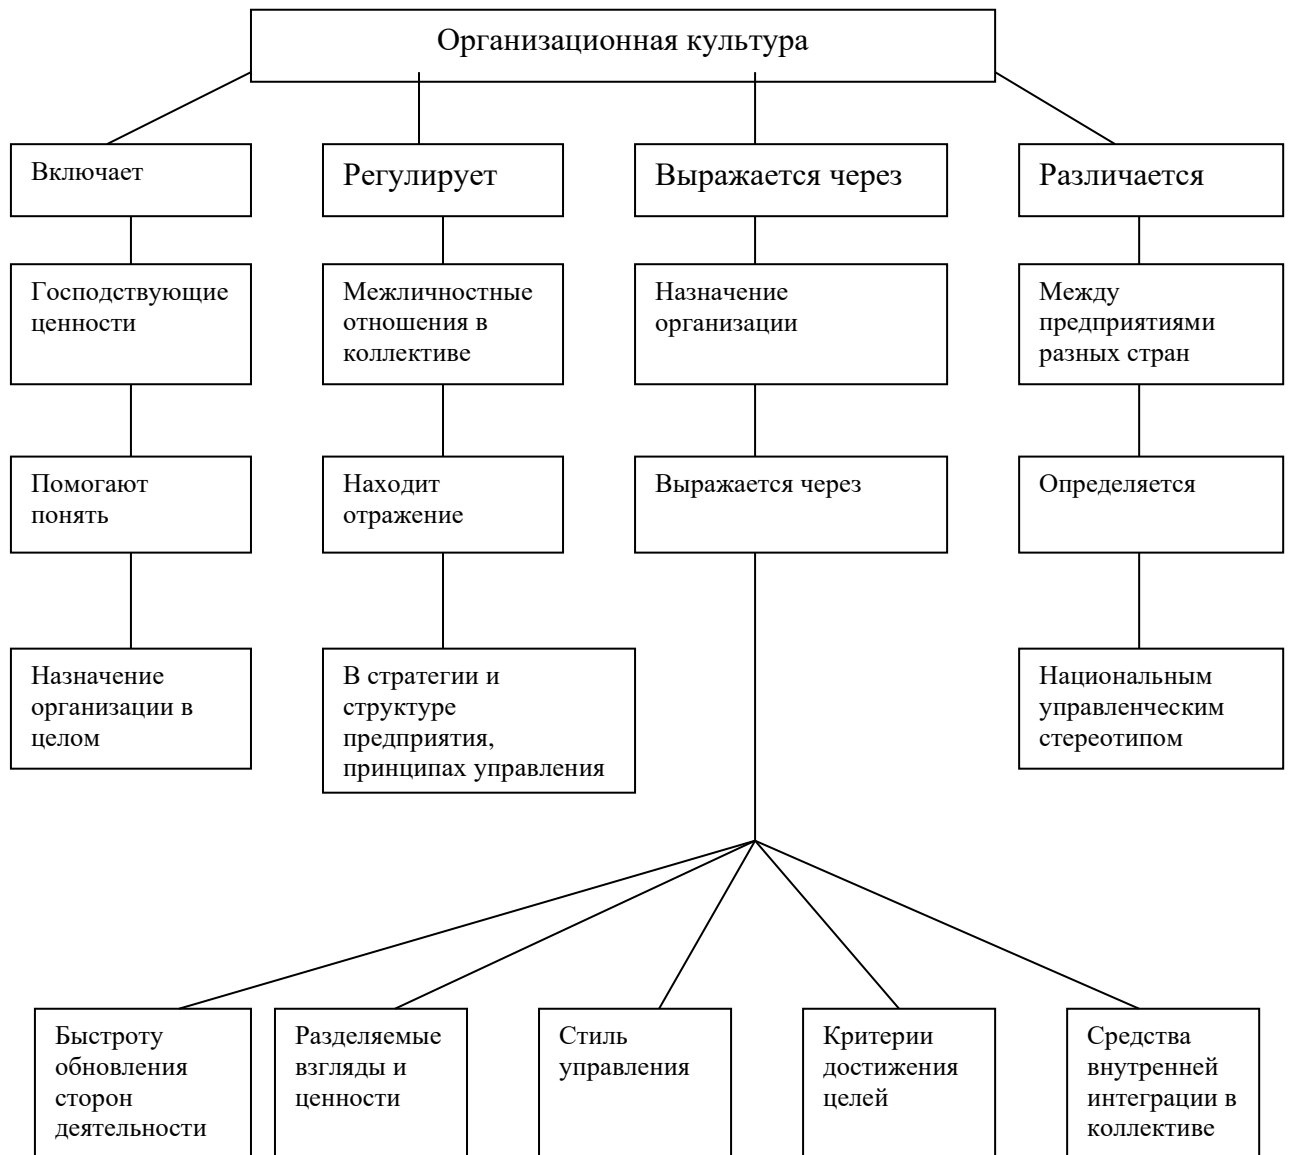 Организационная культура
Включает
Регулирует
Выражается через
Различается
Господствующие
ценности
Межличностные
отношения в
коллективе
Назначение
организации
Между
предприятиями
разных стран
Помогают
понять
Находит
отражение
Выражается через
Определяется
Назначение
организации в
целом
В стратегии и
структуре
предприятия,
принципах управления
Национальным
управленческим
стереотипом
Быстроту
обновления
сторон
деятельности
Разделяемые
взгляды и
ценности
Стиль
управления
Критерии
достижения
целей
Средства
внутренней
интеграции в
коллективе